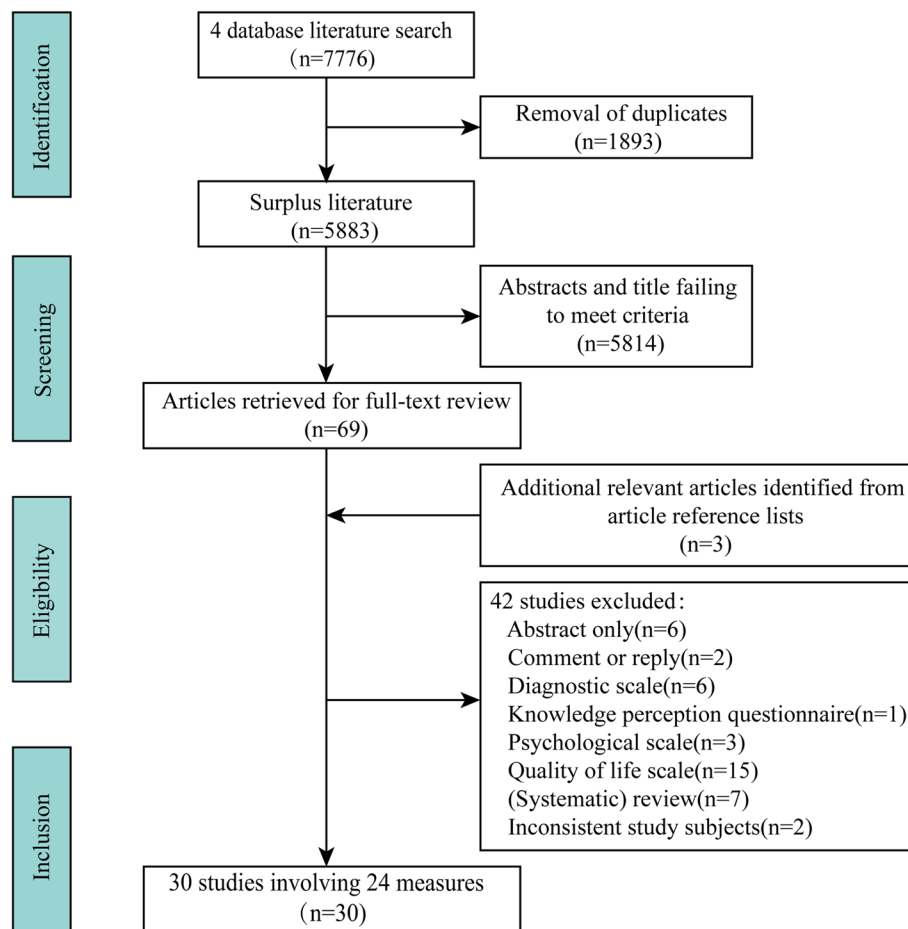 Identification
4 database literature search
（n=7776)
Removal of duplicates
(n=1893)
Surplus literature
(n=5883)
Screening
Abstracts and title failing
to meet criteria
(n=5814)
Articles retrieved for full-text review
(n=69)
Eligibility
Additional relevant articles identified from
article reference lists
(n=3)
42 studies excluded：
Abstract only(n=6)
Comment or reply(n=2)
Diagnostic scale(n=6)
Knowledge perception questionnaire(n=1)
Psychological scale(n=3)
Quality of life scale(n=15)
(Systematic) review(n=7)
Inconsistent study subjects(n=2)
Inclusion
30 studies involving 24 measures
（n=30)